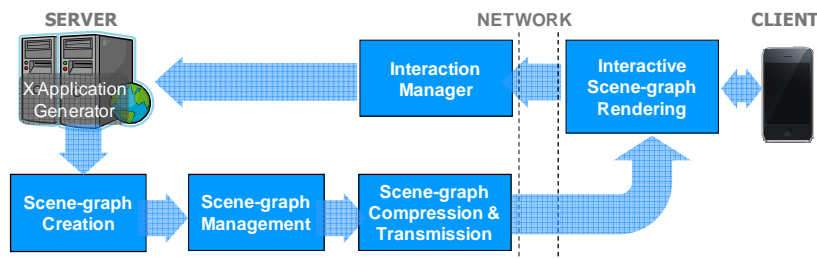 SERVER
NETWORK
CLIENT
X Application
Generator
Interaction
Manager
Interactive
Scene-graph
Rendering
Scene-graph
Creation
Scene-graph
Management
Scene-graph
Compression &
Transmission